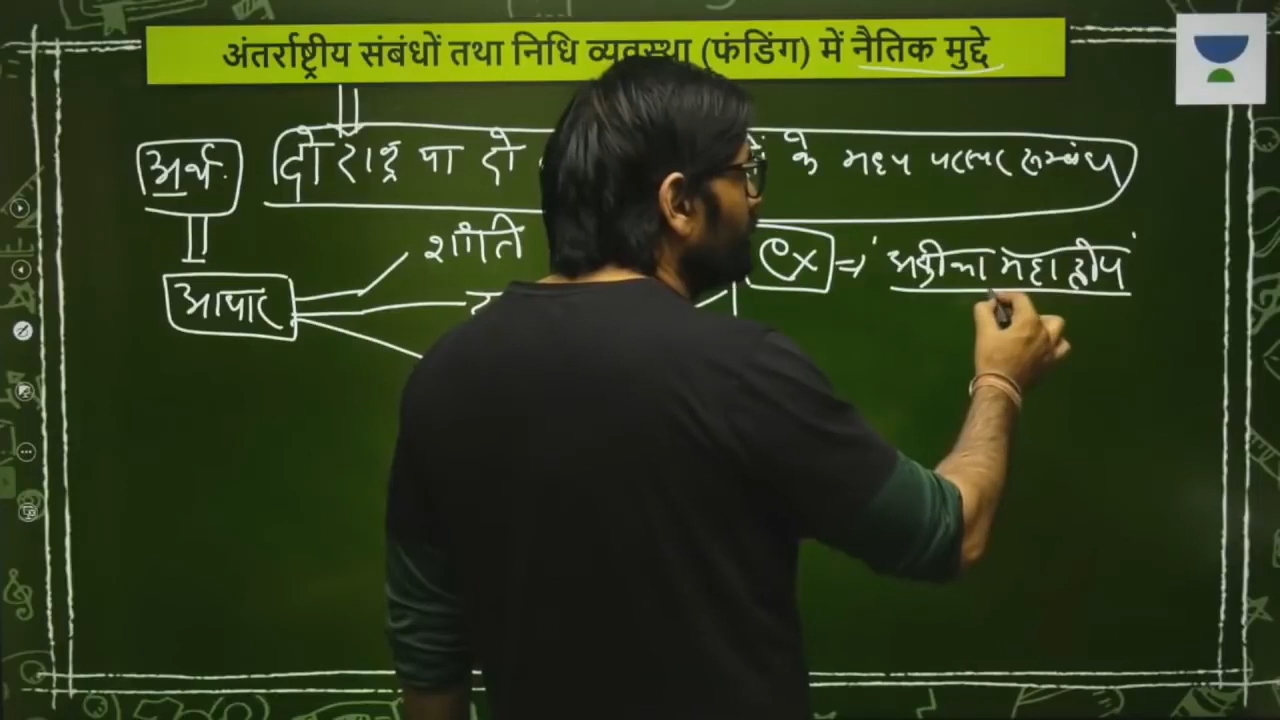 अंतर्राष्ट्रीय संबंधों तथा निधि व्यवस्था (फंडिंग) में नैतिक मुद्दे
अर्थ दो राष्ट्र या दो के मध्य परस्पर सम्बंध
शांति
ex ⇒ 'अफ्रीका महाद्वीप'
आधार